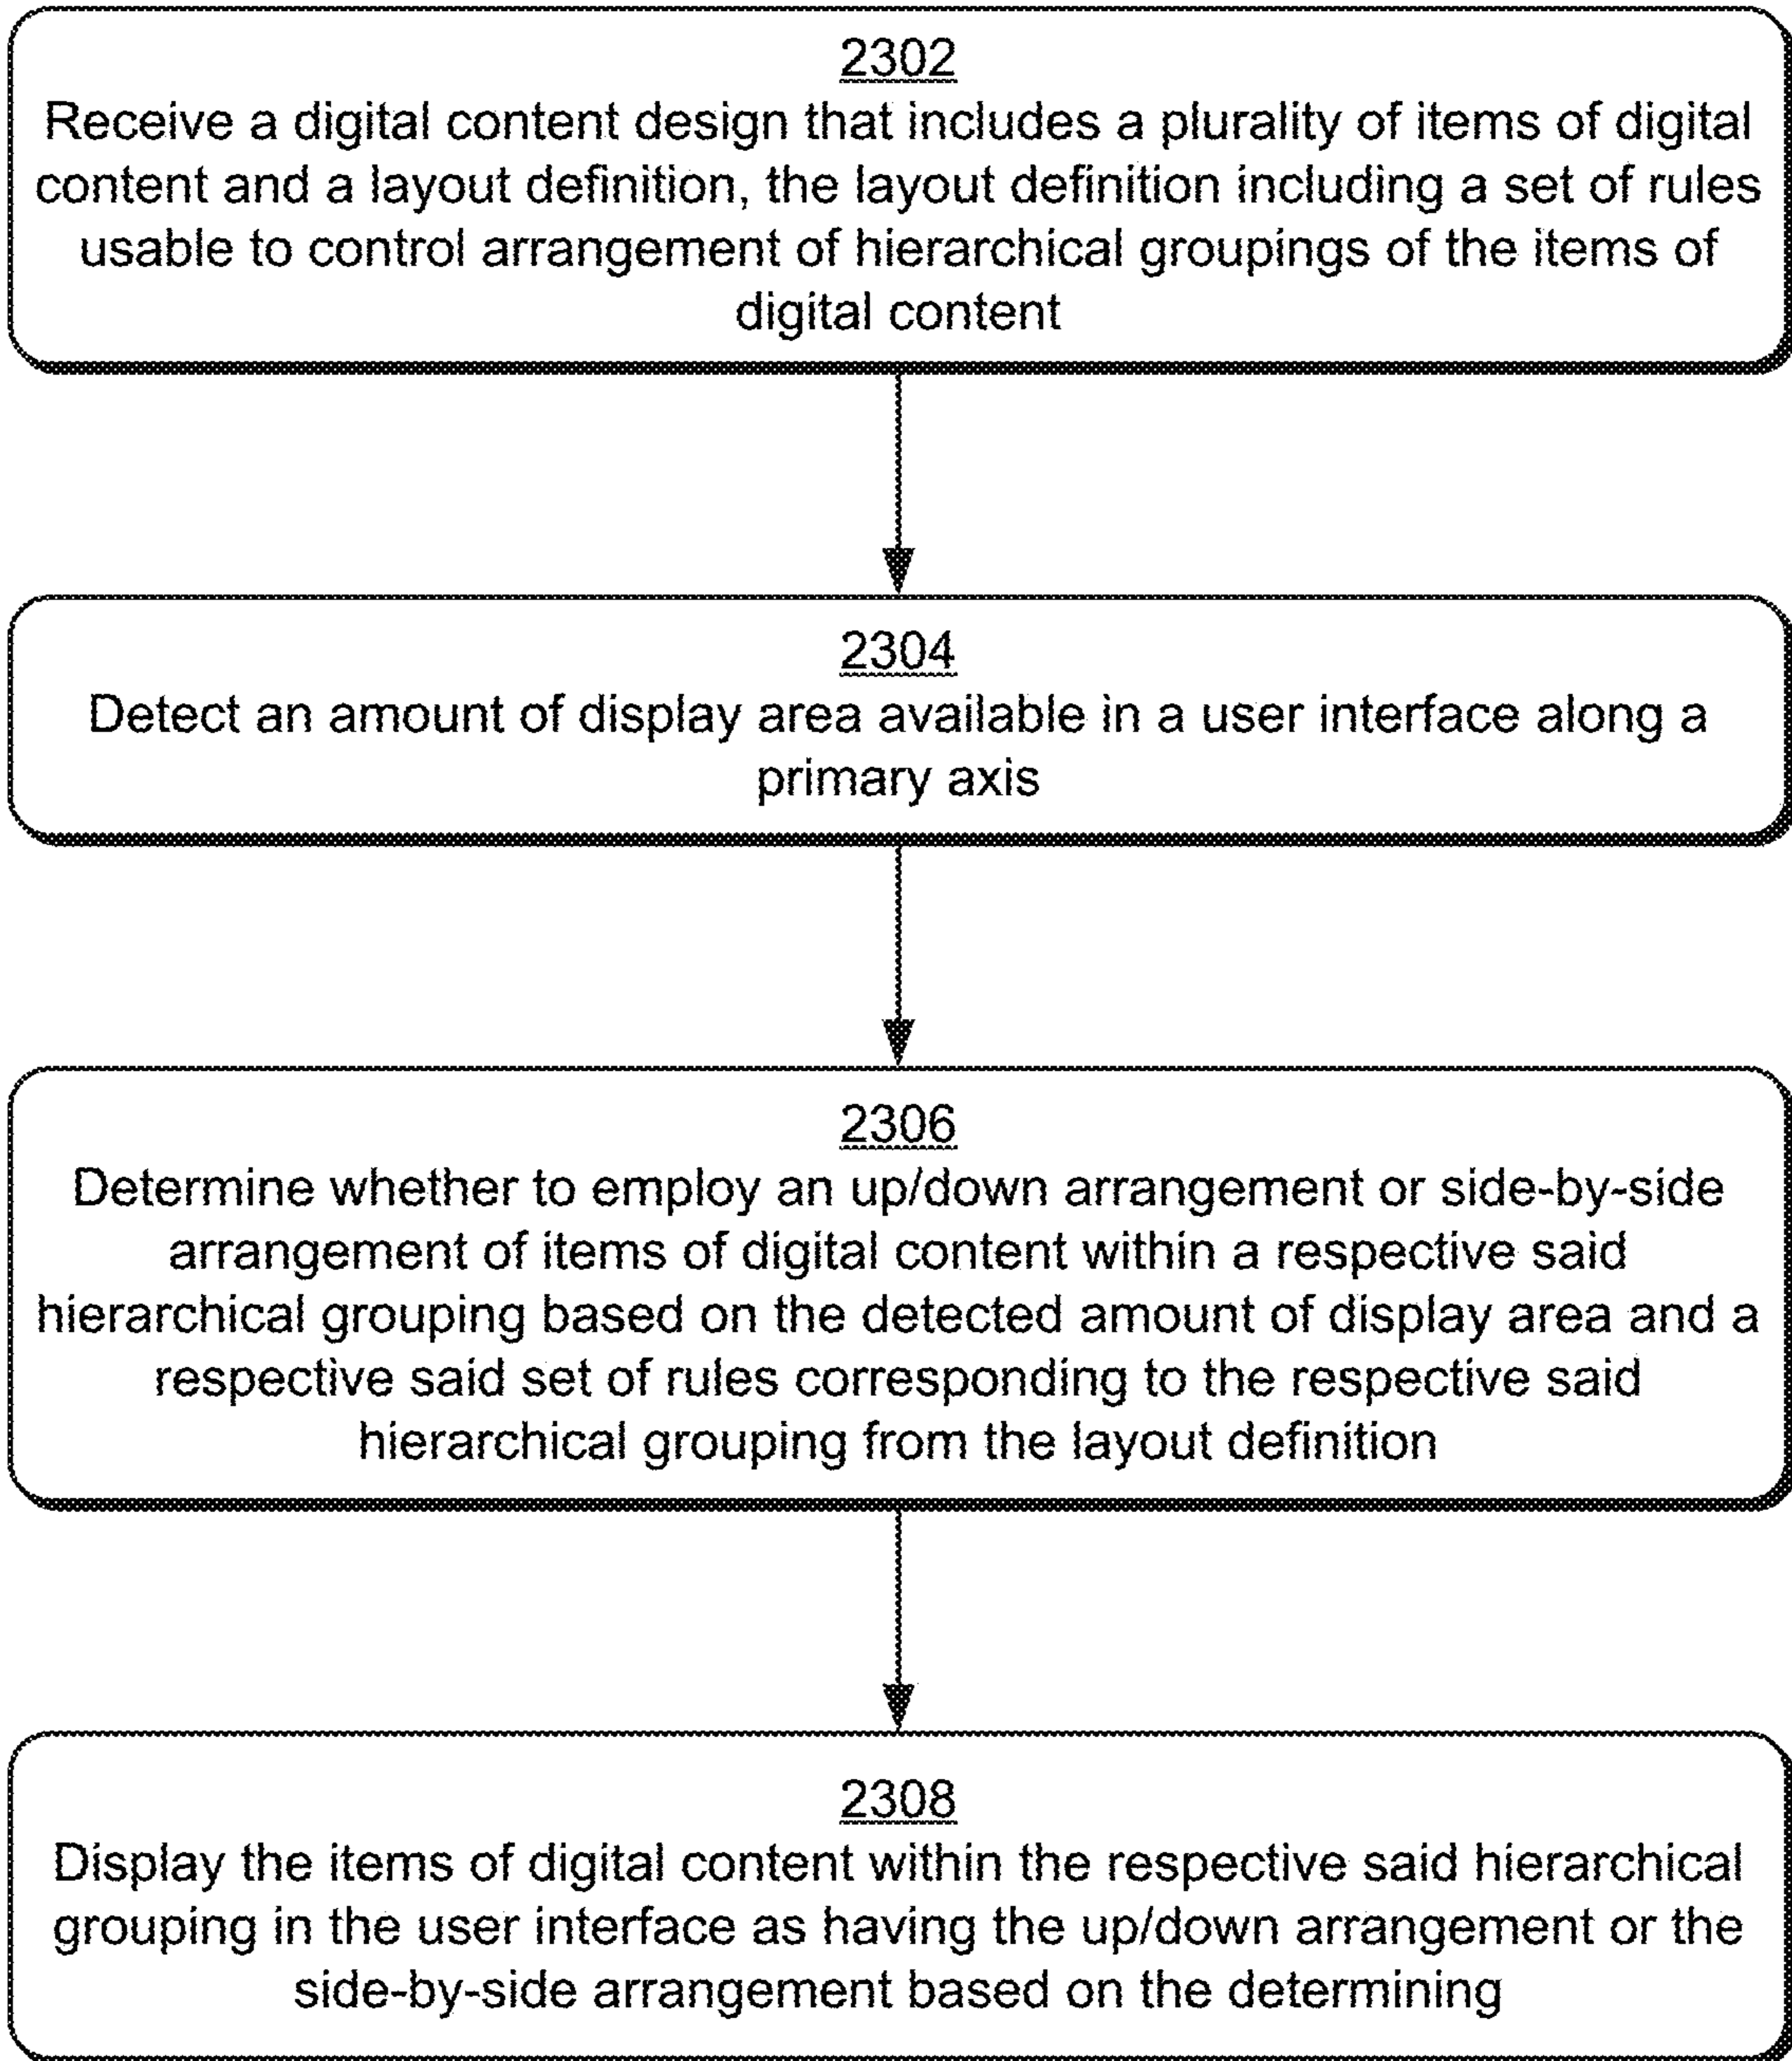 2302
Receive a digital content design that includes a plurality of items of digital
content and a layout definition, the layout definition including a set of rules
usable to control arrangement of hierarchical groupings of the items of
digital content
2304
Detect an amount of display area available in a user interface along a
primary axis
2306
Determine whether to employ an up/down arrangement or side-by-side
arrangement of items of digital content within a respective said
hierarchical grouping based on the detected amount of display area and a
respective said set of rules corresponding to the respective said
hierarchical grouping from the layout definition
2308
Display the items of digital content within the respective said hierarchical
grouping in the user interface as having the up/down arrangement or the
side-by-side arrangement based on the determining